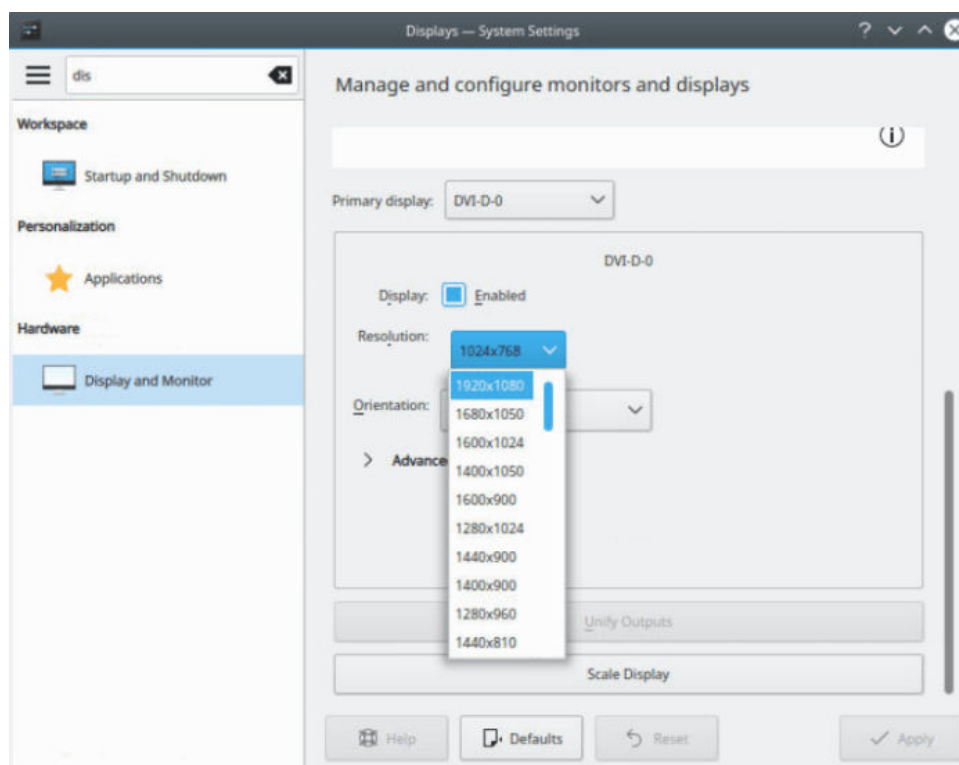 Displays — System Settings
dis
Manage and configure monitors and displays
Workspace
Startup and Shutdown
Primary display: DVI-D-0
Personalization
DVI-D-0
Applications
Display: Enabled
Hardware
Resolution: 1024x768
Display and Monitor
1920x1080
Orientation:
1680x1050
1600x1024
Advance
1400x1050
1600x900
1280x1024
1440x900
1400x900
1280x960
Unify Outputs
1440x810
Scale Display
Help Defaults Reset Apply